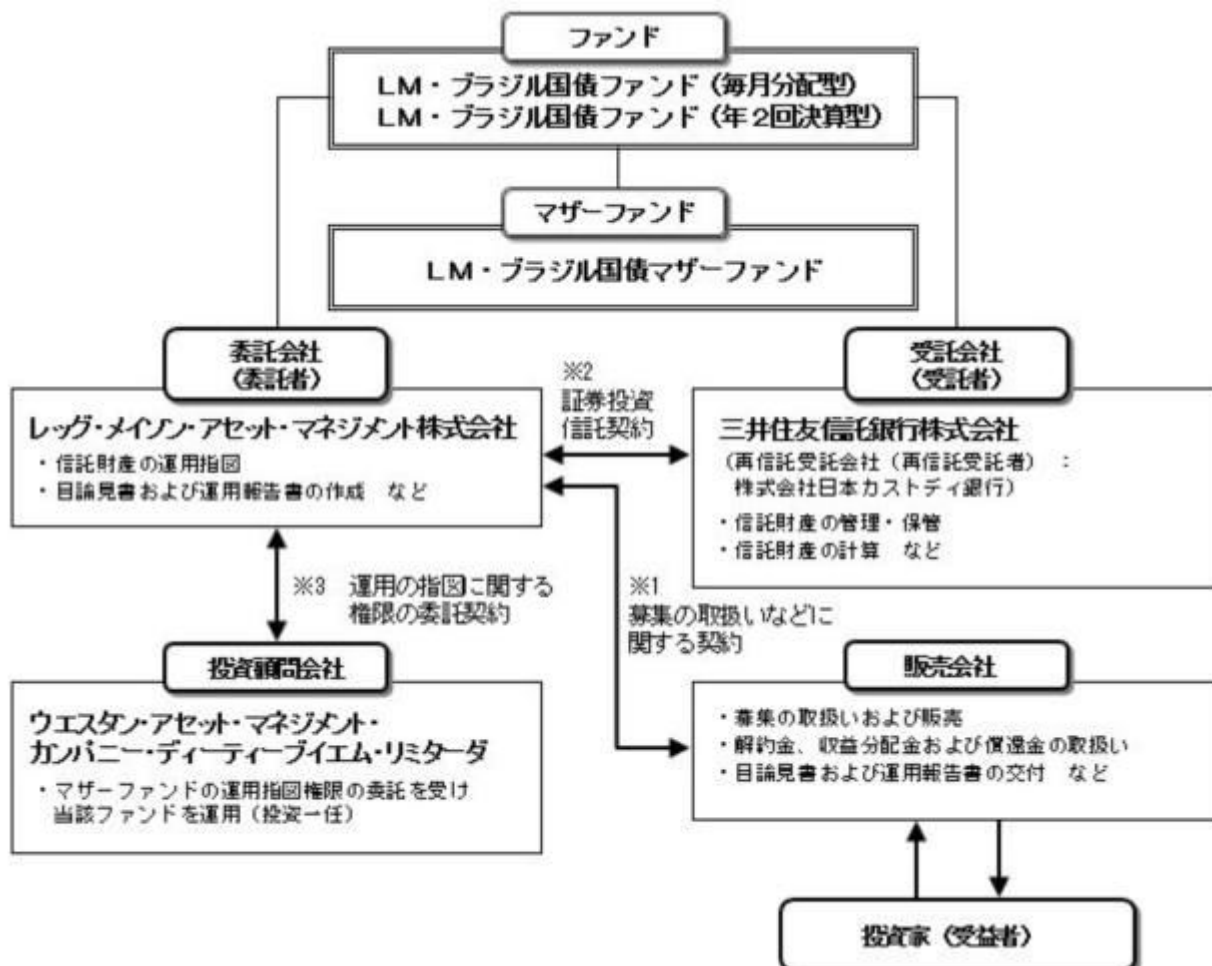 ファンド
LM・ブラジル国債ファンド(毎月分配型)
LM・ブラジル国債ファンド(年2回決算型)
マザーファンド
LM・ブラジル国債マザーファンド
委託会社
(委託者)
レッグ・メイソン・アセット・マネジメント株式会社
・信託財産の運用指図
・目論見書および運用報告書の作成 など
※2
証券投資
信託契約
受託会社
(受託者)
三井住友信託銀行株式会社
(再信託受託会社(再信託受託者) :
株式会社日本カストディ銀行)
・信託財産の管理・保管
・信託財産の計算 など
※3 運用の指図に関する
権限の委託契約
※1
募集の取扱いなどに
関する契約
投資顧問会社
ウエスタン・アセット・マネジメント・
カンパニー・ディーティーブイエム・リミターダ
・マザーファンドの運用指図権限の委託を受け
当該ファンドを運用(投資一任)
販売会社
・募集の取扱いおよび販売
・解約金、収益分配金および償還金の取扱い
・目論見書および運用報告書の交付 など
投資家(受益者)